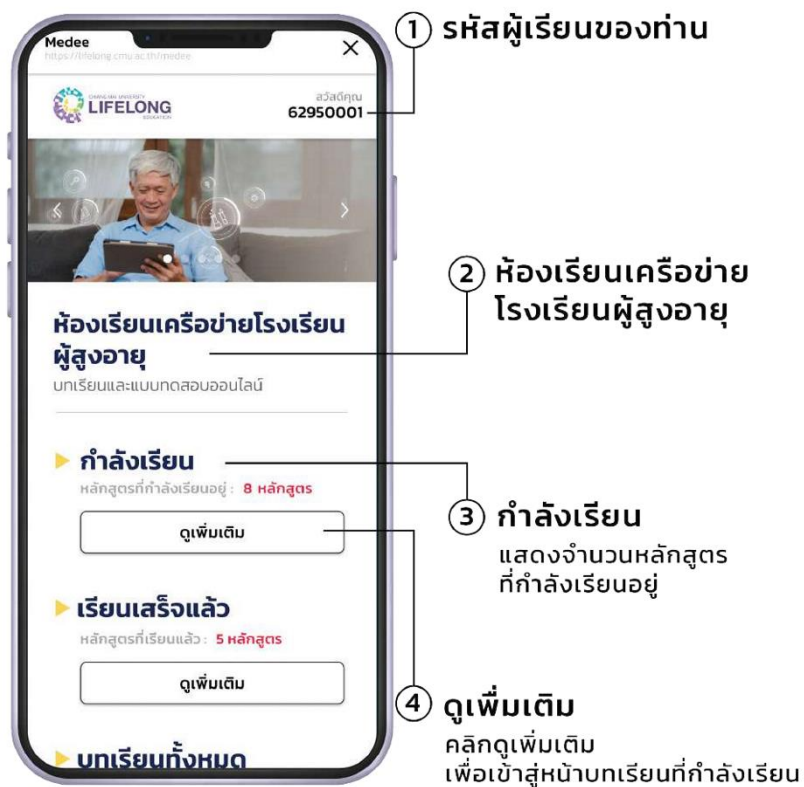 Medee
https://lifelong.cmu.ac.th/medee
CHIANG MAI UNIVERSITY
LIFELONG
EDUCATION
สวัสดีคุณ
62950001
ห้องเรียนเครือข่ายโรงเรียน
ผู้สูงอายุ
บทเรียนและแบบทดสอบออนไลน์
กำลังเรียน
หลักสูตรที่กำลังเรียนอยู่ : 8 หลักสูตร
ดูเพิ่มเติม
เรียนเสร็จแล้ว
หลักสูตรที่เรียนแล้ว : 5 หลักสูตร
ดูเพิ่มเติม
บทเรียนทั้งหมด
1 รหัสผู้เรียนของท่าน
2 ห้องเรียนเครือข่าย
โรงเรียนผู้สูงอายุ
3 กำลังเรียน
แสดงจำนวนหลักสูตร
ที่กำลังเรียนอยู่
4 ดูเพิ่มเติม
คลิกดูเพิ่มเติม
เพื่อเข้าสู่หน้าบทเรียนที่กำลังเรียน